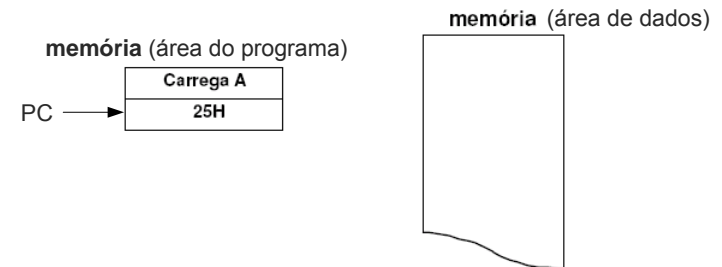 memória (área do programa)
Carrega A
PC
25H
memória (área de dados)